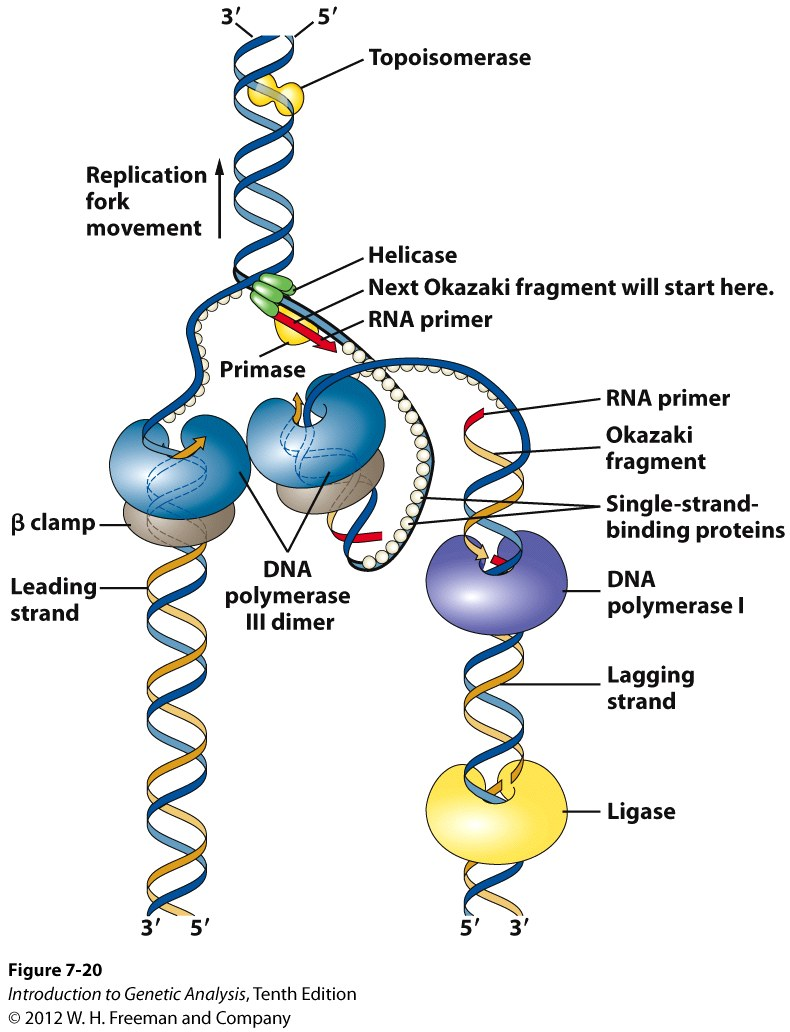 3′ 5′
Topoisomerase
Replication
fork
movement
Helicase
Next Okazaki fragment will start here.
RNA primer
Primase
RNA primer
Okazaki
fragment
Single-strand-
binding proteins
β clamp
DNA
polymerase
III dimer
Leading
strand
DNA
polymerase I
Lagging
strand
Ligase
3′ 5′
5′ 3′
Figure 7-20
Introduction to Genetic Analysis, Tenth Edition
© 2012 W. H. Freeman and Company